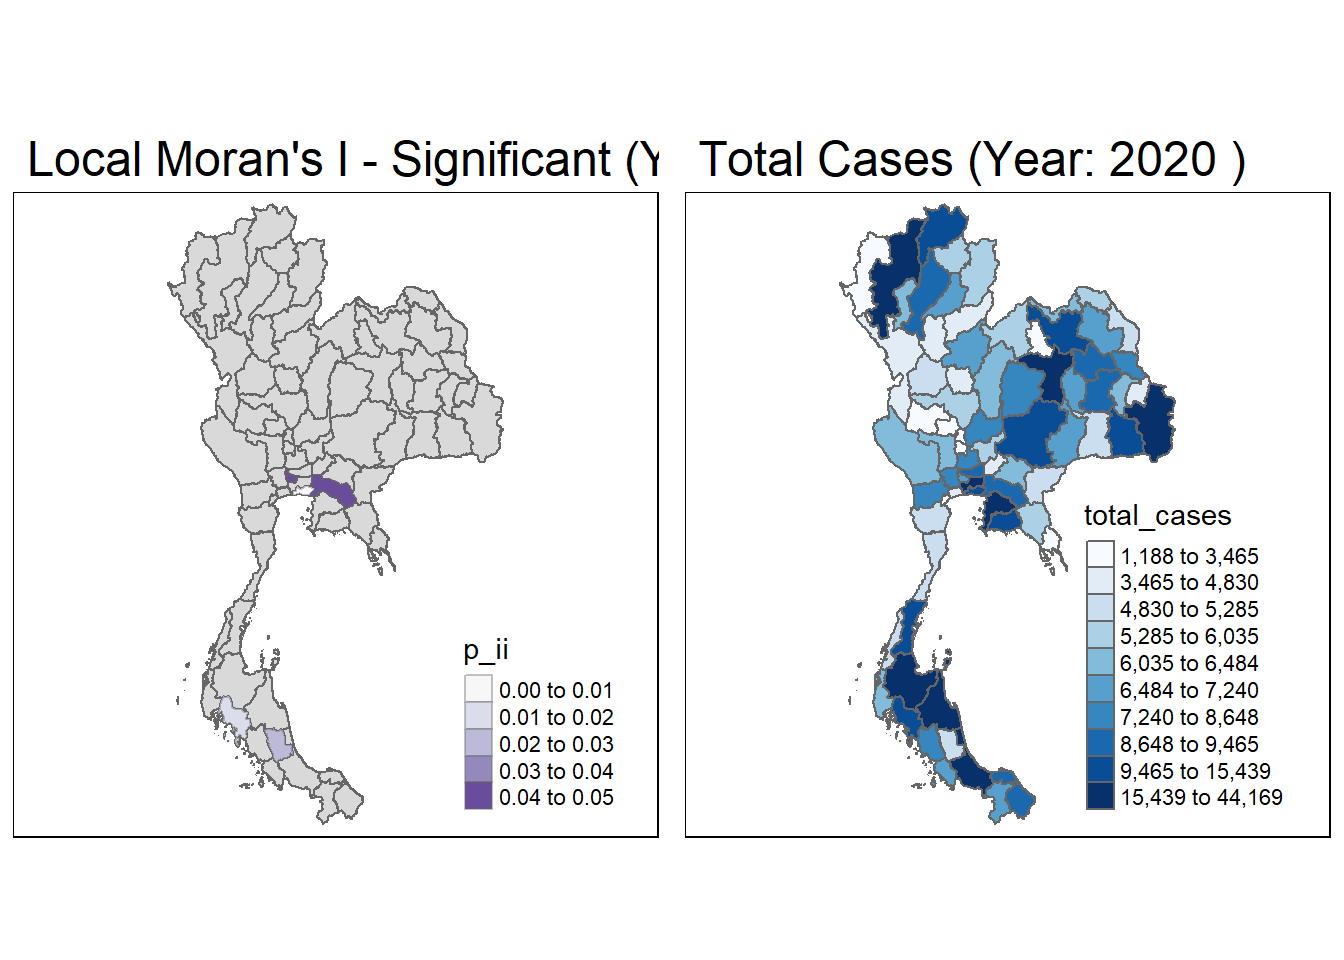 Local Moran's I - Significant (Y
p_ii
0.00 to 0.01
0.01 to 0.02
0.02 to 0.03
0.03 to 0.04
0.04 to 0.05
Total Cases (Year: 2020 )
total_cases
1,188 to 3,465
3,465 to 4,830
4,830 to 5,285
5,285 to 6,035
6,035 to 6,484
6,484 to 7,240
7,240 to 8,648
8,648 to 9,465
9,465 to 15,439
15,439 to 44,169